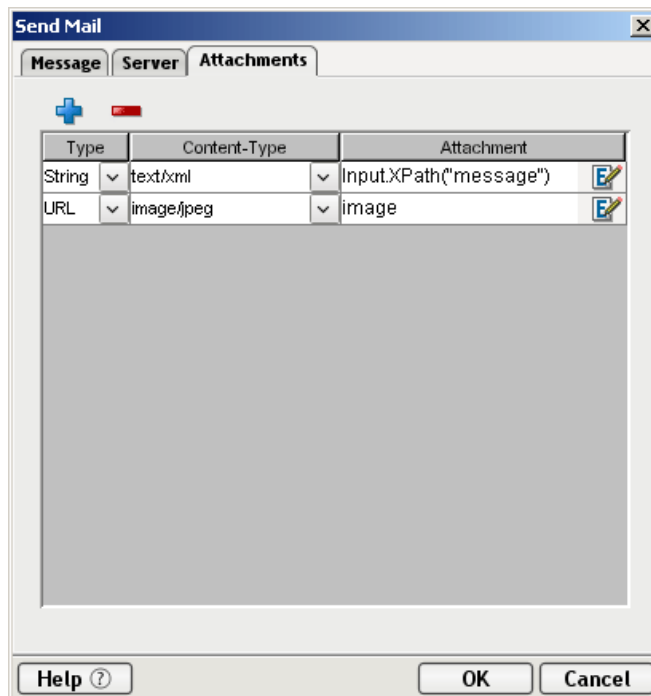 Send Mail
Message Server Attachments
Type Content-Type Attachment
String text/xml Input.XPath("message")
URL image/jpeg image
Help ? OK Cancel